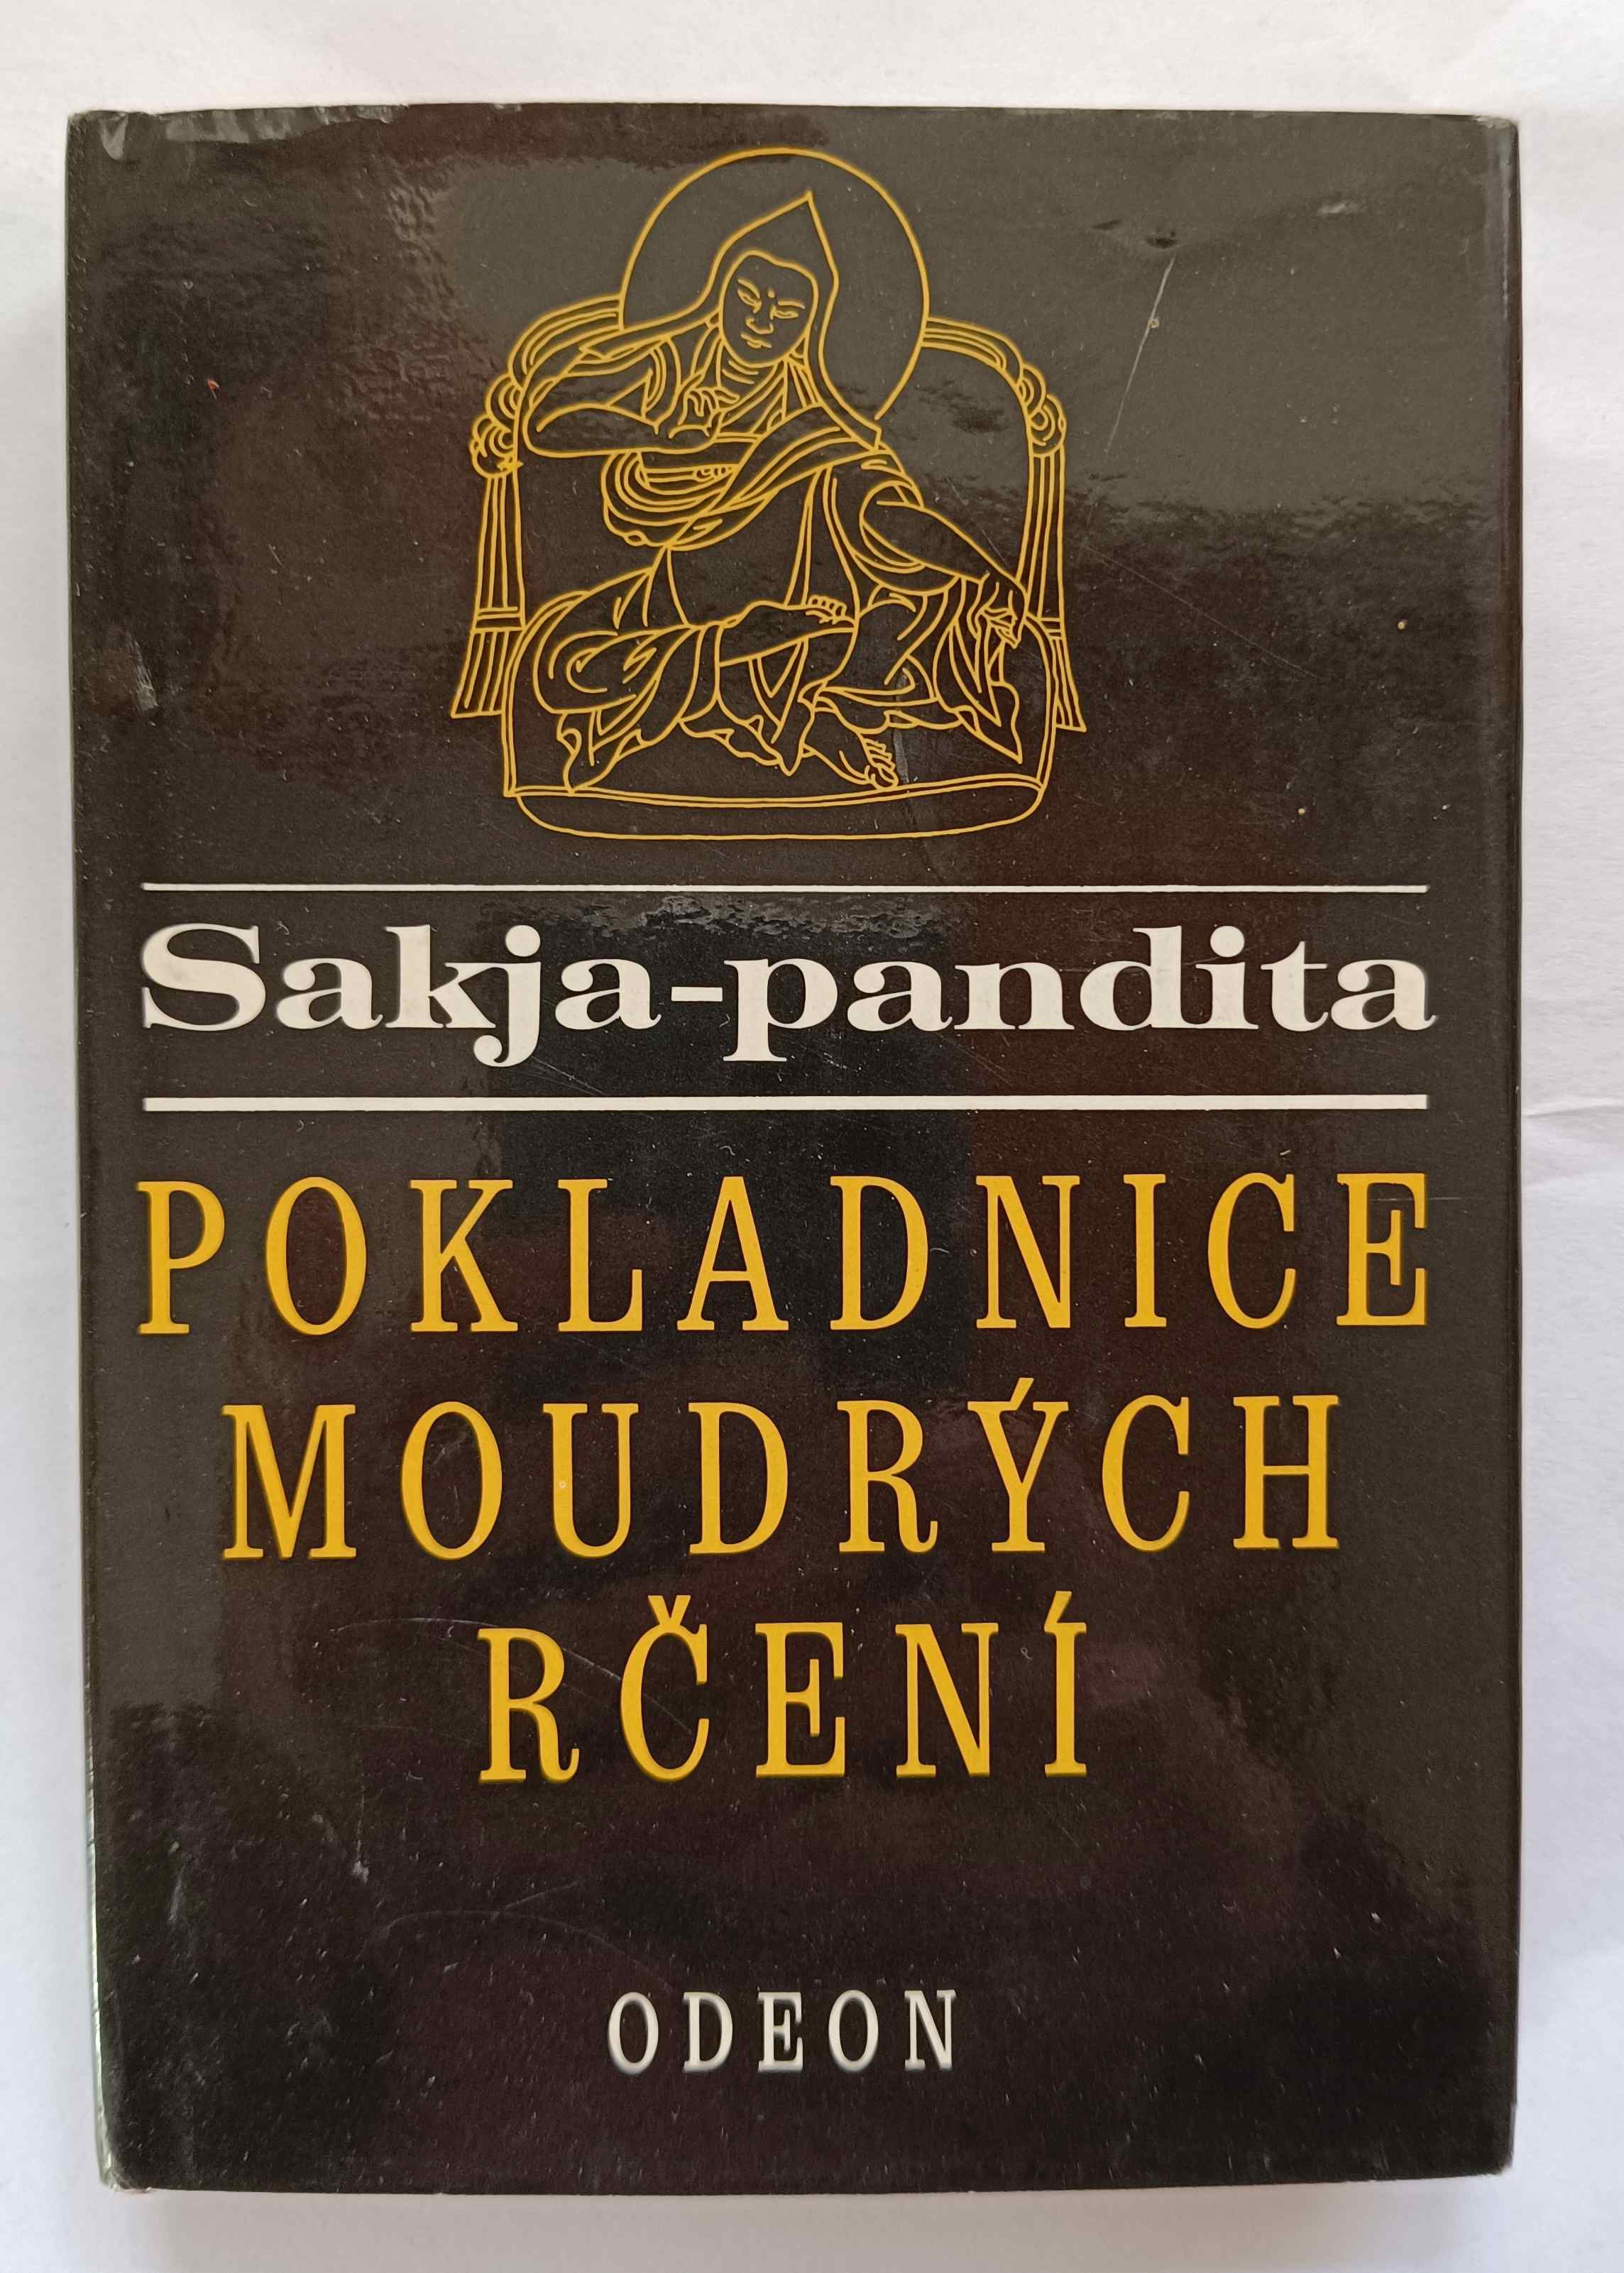 Sakja-pandita
POKLADNICE
MOUDRÝCH
RČENÍ
ODEON